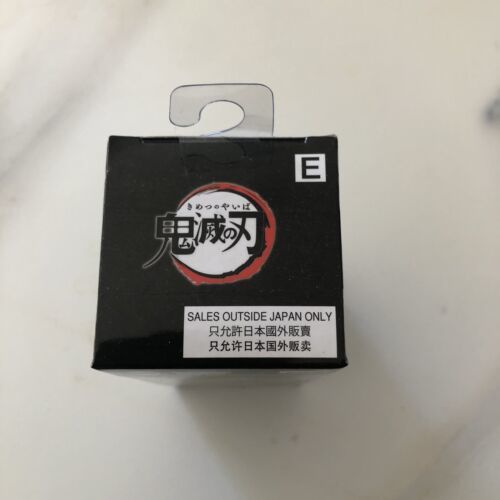 E
きめつのやいば
鬼滅の刃
SALES OUTSIDE JAPAN ONLY
只允許日本國外販賣
只允许日本国外贩卖